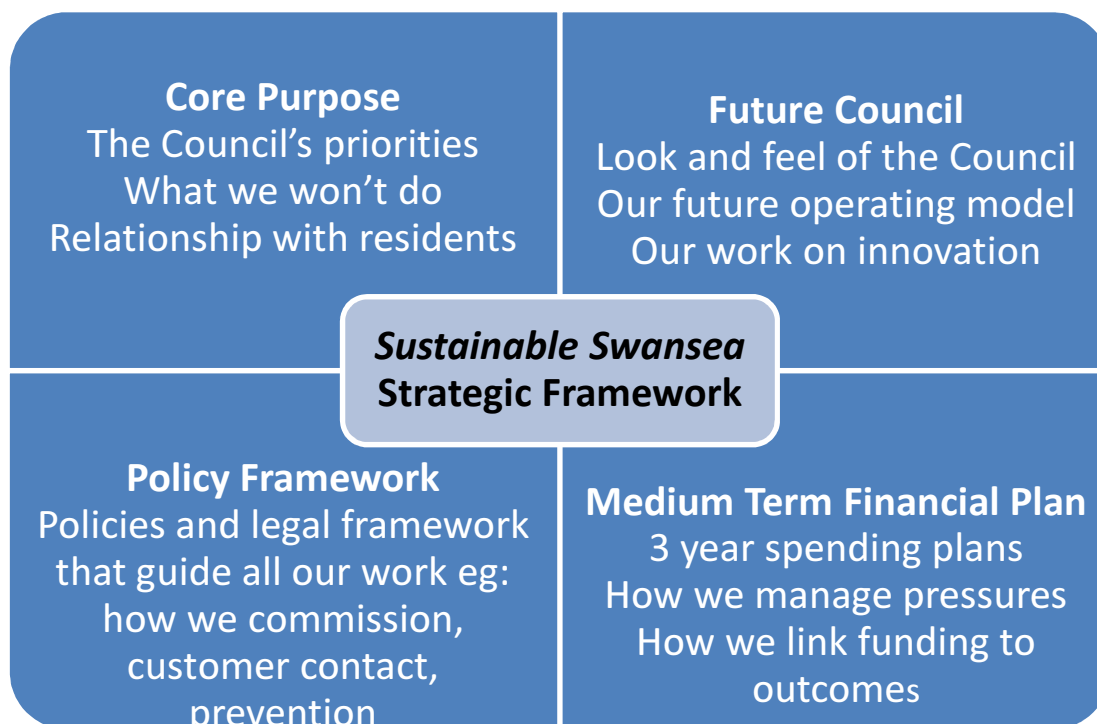 Core Purpose
The Council’s priorities
What we won’t do
Relationship with residents
Future Council
Look and feel of the Council
Our future operating model
Our work on innovation
Sustainable Swansea
Strategic Framework
Policy Framework
Policies and legal framework
that guide all our work eg:
how we commission,
customer contact,
prevention
Medium Term Financial Plan
3 year spending plans
How we manage pressures
How we link funding to
outcomes